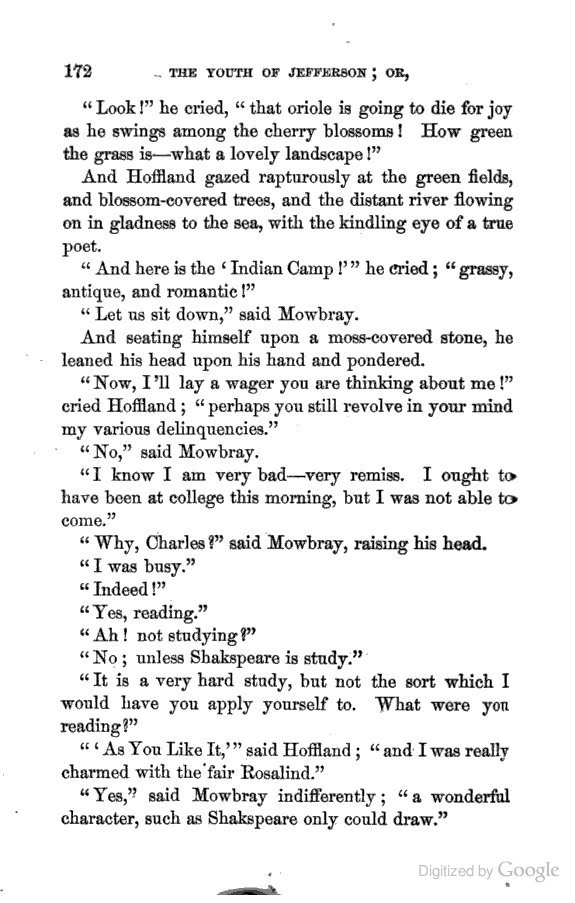 172 THE YOUTH OF JEFFERSON; OR,
"Look!" he cried, "that oriole is going to die for joy
as he swings among the cherry blossoms! How green
the grass is—what a lovely landscape!"
And Hoffland gazed rapturously at the green fields,
and blossom-covered trees, and the distant river flowing
on in gladness to the sea, with the kindling eye of a true
poet.
"And here is the 'Indian Camp!'" he cried; "grassy,
antique, and romantic!"
"Let us sit down," said Mowbray.
And seating himself upon a moss-covered stone, he
leaned his head upon his hand and pondered.
"Now, I'll lay a wager you are thinking about me!"
cried Hoffland; "perhaps you still revolve in your mind
my various delinquencies."
"No," said Mowbray.
"I know I am very bad—very remiss. I ought to
have been at college this morning, but I was not able to
come."
"Why, Charles?" said Mowbray, raising his head.
"I was busy."
"Indeed!"
"Yes, reading."
"Ah! not studying?"
"No; unless Shakspeare is study."
"It is a very hard study, but not the sort which I
would have you apply yourself to. What were you
reading?"
"'As You Like It,'" said Hoffland; "and I was really
charmed with the fair Rosalind."
"Yes," said Mowbray indifferently; "a wonderful
character, such as Shakspeare only could draw."
Digitized by Google